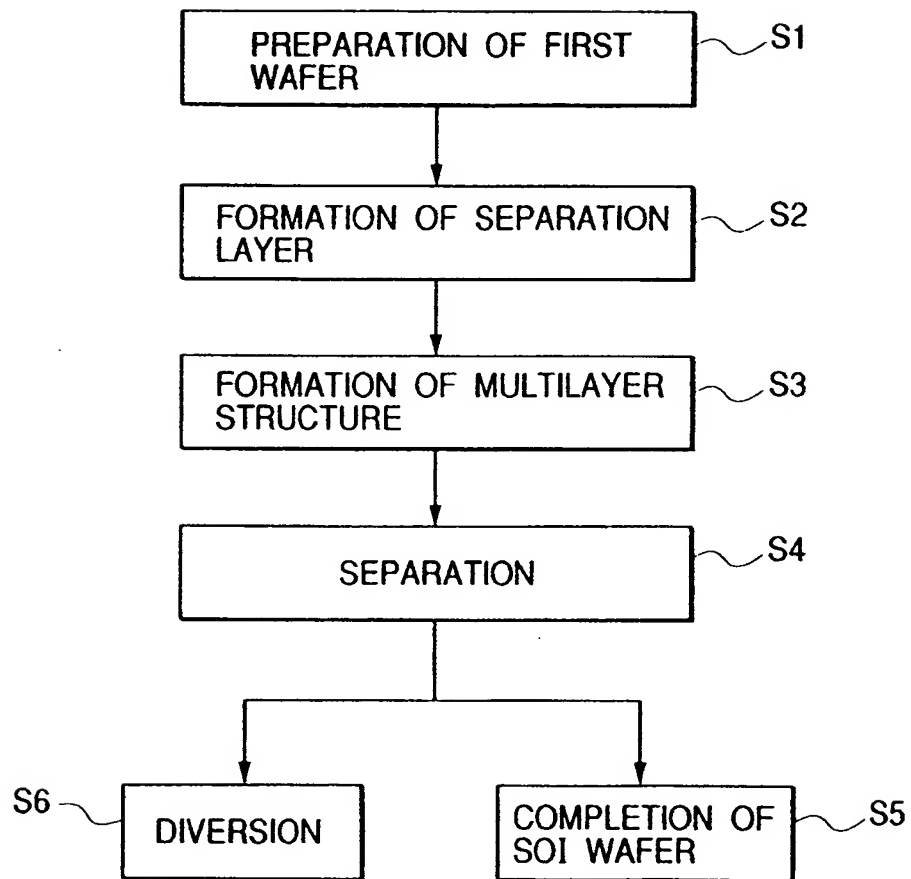 PREPARATION OF FIRST
WAFER
S1
FORMATION OF SEPARATION
LAYER
S2
FORMATION OF MULTILAYER
STRUCTURE
S3
SEPARATION
S4
S6
DIVERSION
COMPLETION OF
SOI WAFER
S5